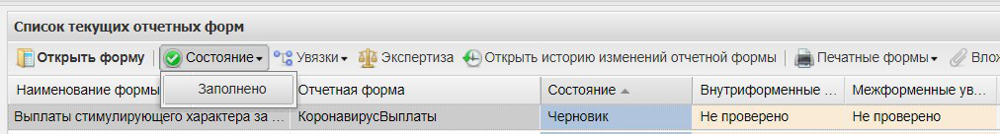 Список текущих отчетных форм
Открыть форму Состояние Увязки Экспертиза Открыть историю изменений отчетной формы Печатные формы Влож
Заполнено
Наименование формы Отчетная форма Состояние Внутриформенные ... Межформенные ув...
Выплаты стимулирующего характера за ... КоронавирусВыплаты Черновик Не проверено Не проверено